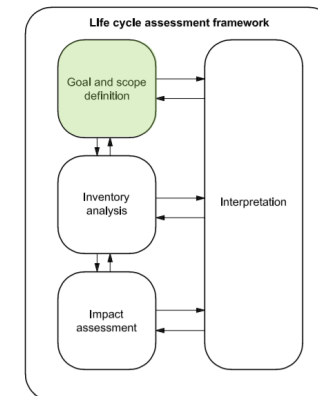 LIfe cycle assessment framework
Goal and scope
definition
Inventory
analysis
Interpretation
Impact
assessment